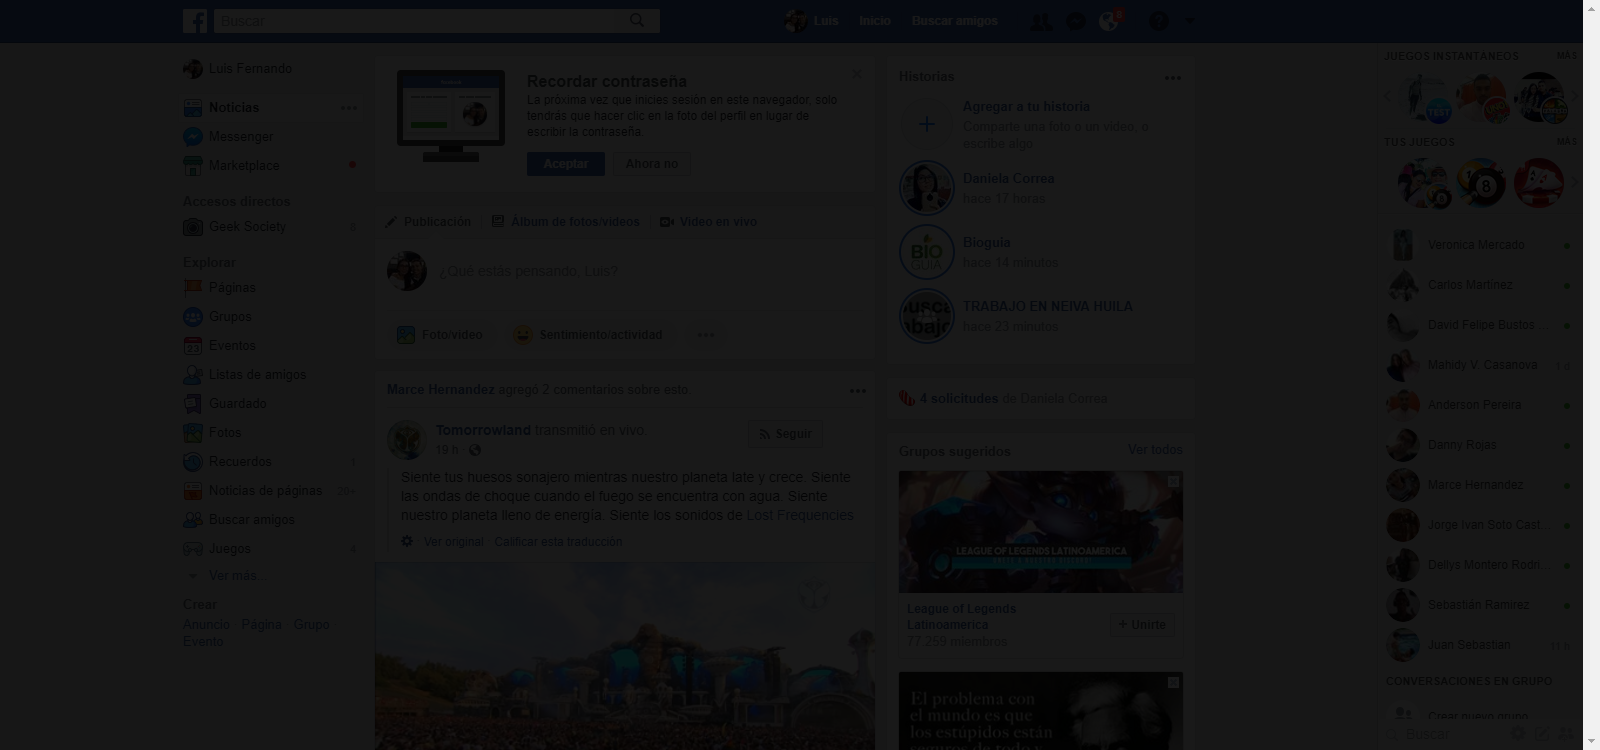 Buscar
Luis
Inicio
Buscar amigos
Luis Fernando
Noticias
Messenger
Marketplace
Accesos directos
Geek Society
Explorar
Páginas
Grupos
Eventos
Listas de amigos
Guardado
Fotos
Recuerdos
Noticias de páginas 20+
Buscar amigos
Juegos 4
Ver más...
Crear
Anuncio Página Grupo
Evento
Recordar contraseña
La próxima vez que inicies sesión en este navegador, solo
tendrás que hacer clic en la foto del perfil en lugar de
escribir la contraseña.
Aceptar
Ahora no
Publicación
Álbum de fotos/videos
Video en vivo
¿Qué estás pensando, Luis?
Foto/video
Sentimiento/actividad
Marce Hernandez agregó 2 comentarios sobre esto.
Tomorrowland transmitió en vivo.
19 h ·
Seguir
Siente tus huesos sonajero mientras nuestro planeta late y crece. Siente
las ondas de choque cuando el fuego se encuentra con agua. Siente
nuestro planeta lleno de energía. Siente los sonidos de Lost Frequencies
Ver original · Calificar esta traducción
Historias
Agregar a tu historia
Comparte una foto o un video, o
escribe algo
Daniela Correa
hace 17 horas
BIO
GUIA
Bioguia
hace 14 minutos
TRABAJO EN NEIVA HUILA
hace 23 minutos
4 solicitudes de Daniela Correa
Grupos sugeridos
Ver todos
LEAGUE OF LEGENDS LATINOAMERICA
League of Legends
Latinoamerica
77.259 miembros
+ Unirte
El problema con
el mundo es que
los estúpidos están
seguros de todo y
JUEGOS INSTANTÁNEOS
MÁS
TUS JUEGOS
MÁS
8
Veronica Mercado
Carlos Martinez
David Felipe Bustos...
Mahidy V. Casanova
Anderson Pereira
Danny Rojas
Marce Hernandez
Jorge Ivan Soto Cast...
Dellys Montero Rodri...
Sebastián Ramirez
Juan Sebastian 11 h
CONVERSACIONES EN GRUPO
Crear nuevo grupo
Buscar